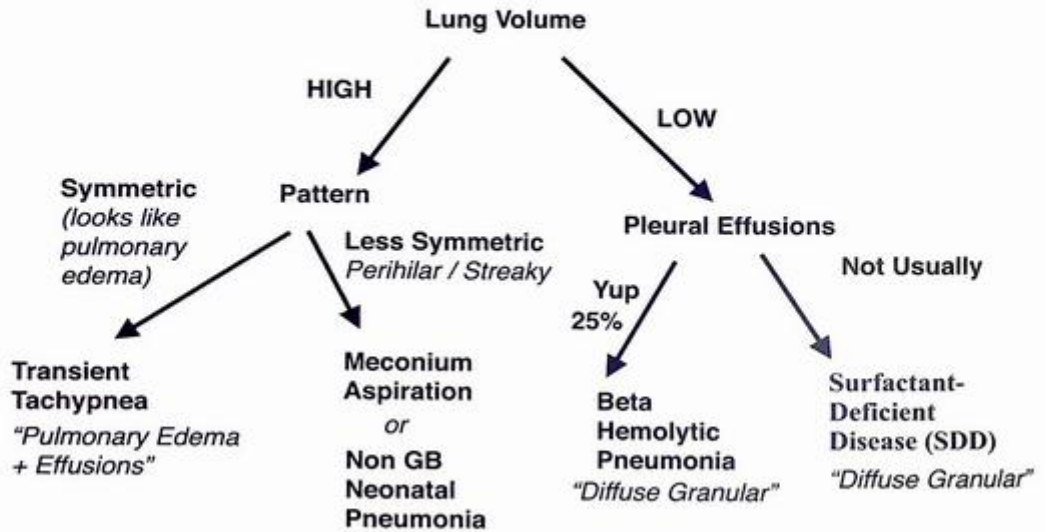 Lung Volume
HIGH
LOW
Pattern
Symmetric
(looks like
pulmonary
edema)
Less Symmetric
Perihilar / Streaky
Pleural Effusions
Not Usually
Yup
25%
Transient
Tachypnea
“Pulmonary Edema
+ Effusions”
Meconium
Aspiration
or
Non GB
Neonatal
Pneumonia
Beta
Hemolytic
Pneumonia
“Diffuse Granular”
Surfactant-
Deficient
Disease (SDD)
“Diffuse Granular”